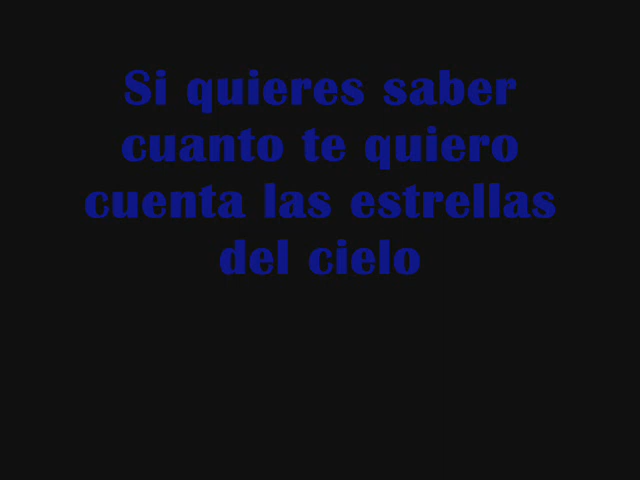 Si quieres saber
cuanto te quiero
cuenta las estrellas
del cielo